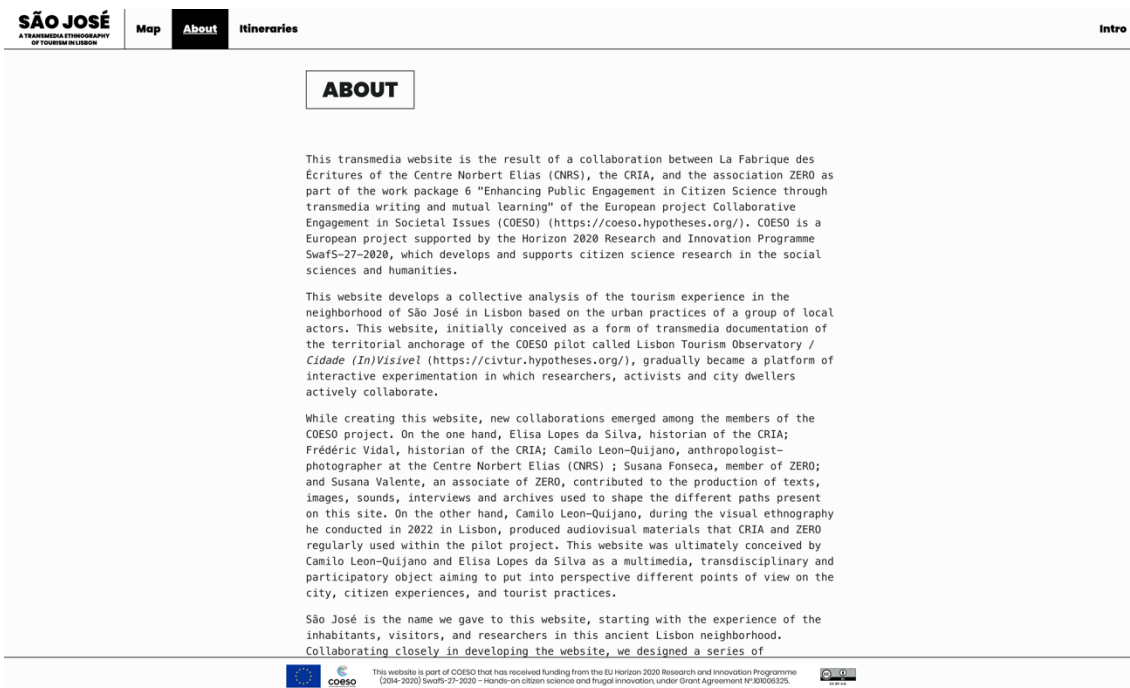 SÃO JOSÉ
A TRANSMEDIA ETHNOGRAPHY
OF TOURISM IN LISBON
Map
About
Itineraries
Intro
ABOUT
This transmedia website is the result of a collaboration between La Fabrique des
Écritures of the Centre Norbert Elias (CNRS), the CRIA, and the association ZERO as
part of the work package 6 "Enhancing Public Engagement in Citizen Science through
transmedia writing and mutual learning" of the European project Collaborative
Engagement in Societal Issues (COESO) (https://coeso.hypotheses.org/). COESO is a
European project supported by the Horizon 2020 Research and Innovation Programme
SwafS-27-2020, which develops and supports citizen science research in the social
sciences and humanities.
This website develops a collective analysis of the tourism experience in the
neighborhood of São José in Lisbon based on the urban practices of a group of local
actors. This website, initially conceived as a form of transmedia documentation of
the territorial anchorage of the COESO pilot called Lisbon Tourism Observatory /
Cidade (In)Visivel (https://civtur.hypotheses.org/), gradually became a platform of
interactive experimentation in which researchers, activists and city dwellers
actively collaborate.
While creating this website, new collaborations emerged among the members of the
COESO project. On the one hand, Elisa Lopes da Silva, historian of the CRIA;
Frédéric Vidal, historian of the CRIA; Camilo Leon-Quijano, anthropologist-
photographer at the Centre Norbert Elias (CNRS) ; Susana Fonseca, member of ZERO;
and Susana Valente, an associate of ZERO, contributed to the production of texts,
images, sounds, interviews and archives used to shape the different paths present
on this site. On the other hand, Camilo Leon-Quijano, during the visual ethnography
he conducted in 2022 in Lisbon, produced audiovisual materials that CRIA and ZERO
regularly used within the pilot project. This website was ultimately conceived by
Camilo Leon-Quijano and Elisa Lopes da Silva as a multimedia, transdisciplinary and
participatory object aiming to put into perspective different points of view on the
city, citizen experiences, and tourist practices.
São José is the name we gave to this website, starting with the experience of the
inhabitants, visitors, and researchers in this ancient Lisbon neighborhood.
Collaborating closely in developing the website, we designed a series of
coeso
This website is part of COESO that has received funding from the EU Horizon 2020 Research and Innovation Programme
(2014-2020) SwafS-27-2020 – Hands-on citizen science and frugal innovation, under Grant Agreement Nº.101006325.